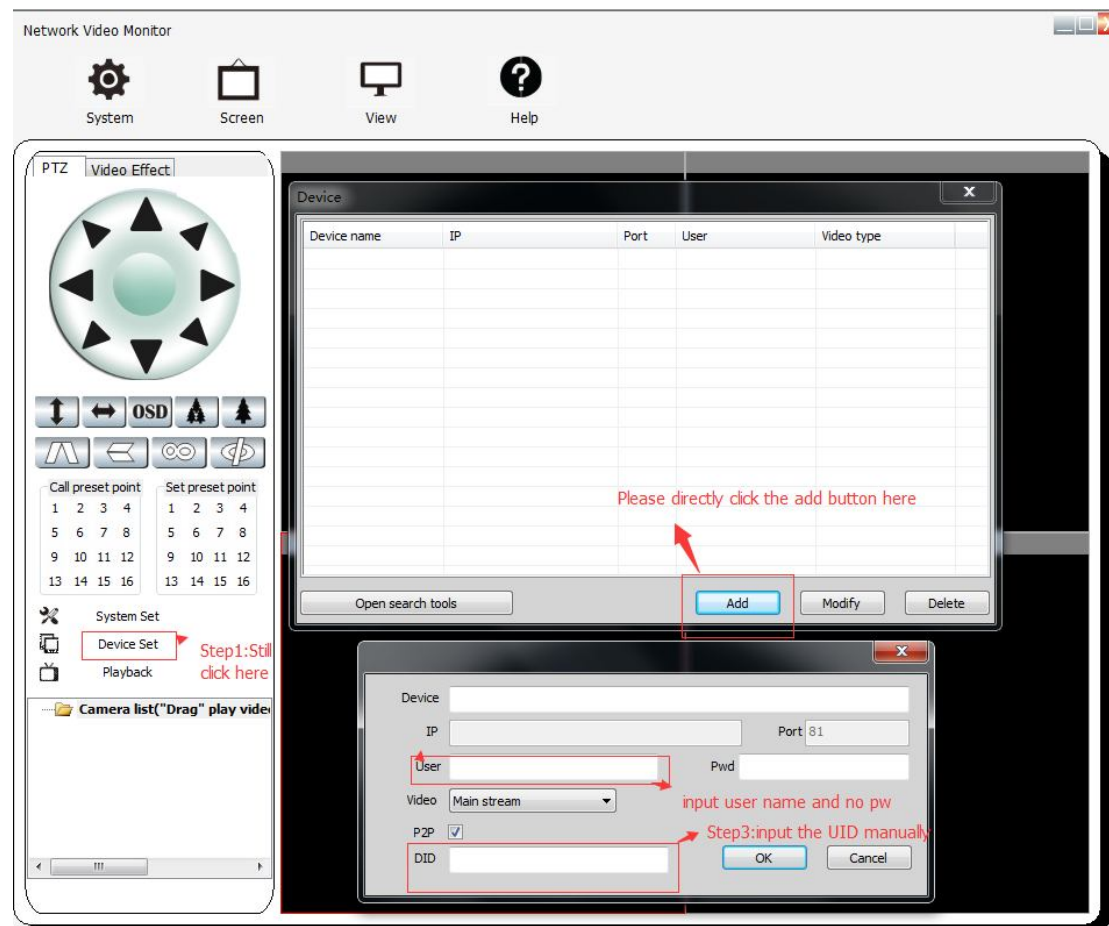 Network Video Monitor
System Screen View Help
PTZ Video Effect
Device
Device name IP Port User Video type
OSD
Call preset point Set preset point
1 2 3 4 1 2 3 4
5 6 7 8 5 6 7 8
9 10 11 12 9 10 11 12
13 14 15 16 13 14 15 16
Please directly click the add button here
Open search tools Add Modify Delete
System Set
Device Set
Step1:Still
click here
Playback
Camera list("Drag" play vide
Device
IP Port 81
User Pwd
Video Main stream
input user name and no pw
P2P
Step3:input the UID manually
DID
OK Cancel